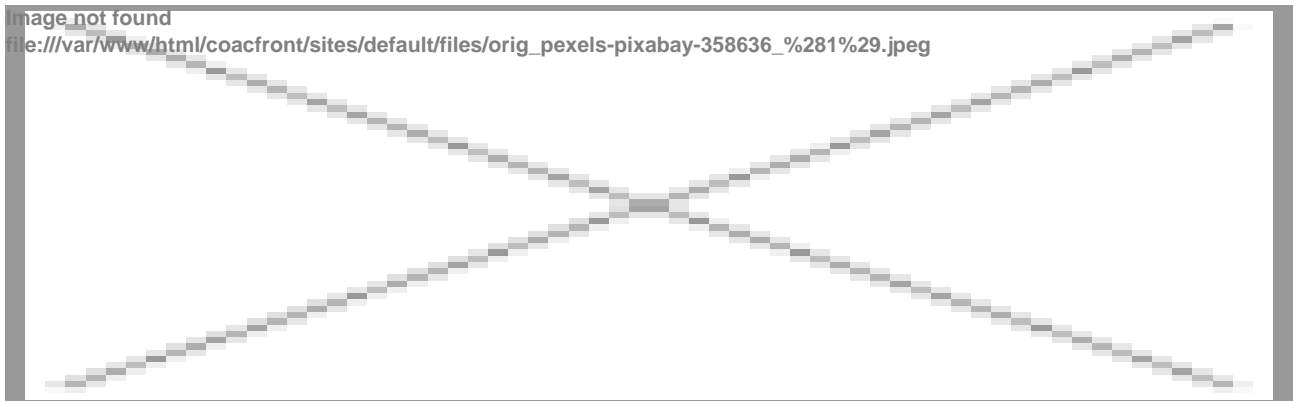 Image not found
file:///var/www/html/coacfront/sites/default/files/orig_pexels-pixabay-358636_%281%29.jpeg